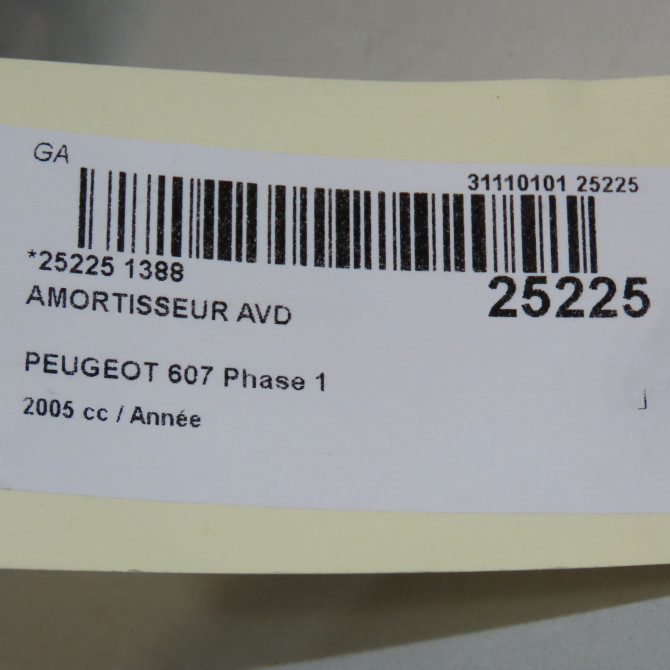 GA
31110101 25225
*25225 1388
25225
AMORTISSEUR AVD
PEUGEOT 607 Phase 1
2005 cc / Année